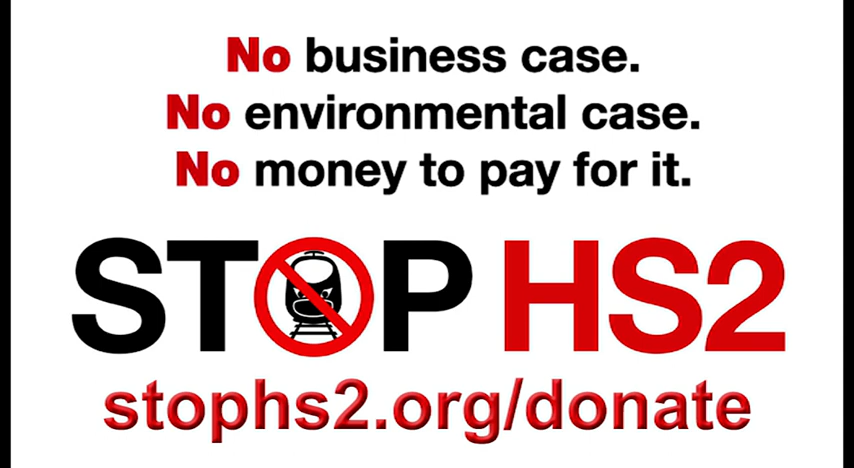 No business case.
No environmental case.
No money to pay for it.
STOP HS2
stophs2.org/donate